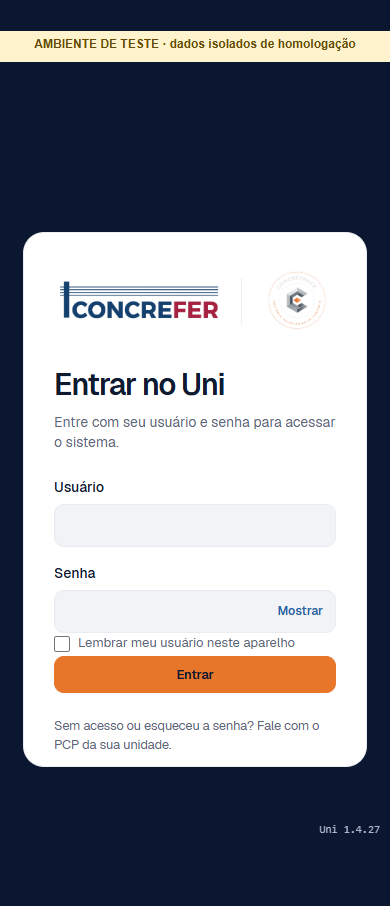 AMBIENTE DE TESTE · dados isolados de homologação
CONCREFER
Entrar no Uni
Entre com seu usuário e senha para acessar
o sistema.
Usuário
Senha
Mostrar
Lembrar meu usuário neste aparelho
Entrar
Sem acesso ou esqueceu a senha? Fale com o
PCP da sua unidade.
Uni 1.4.27